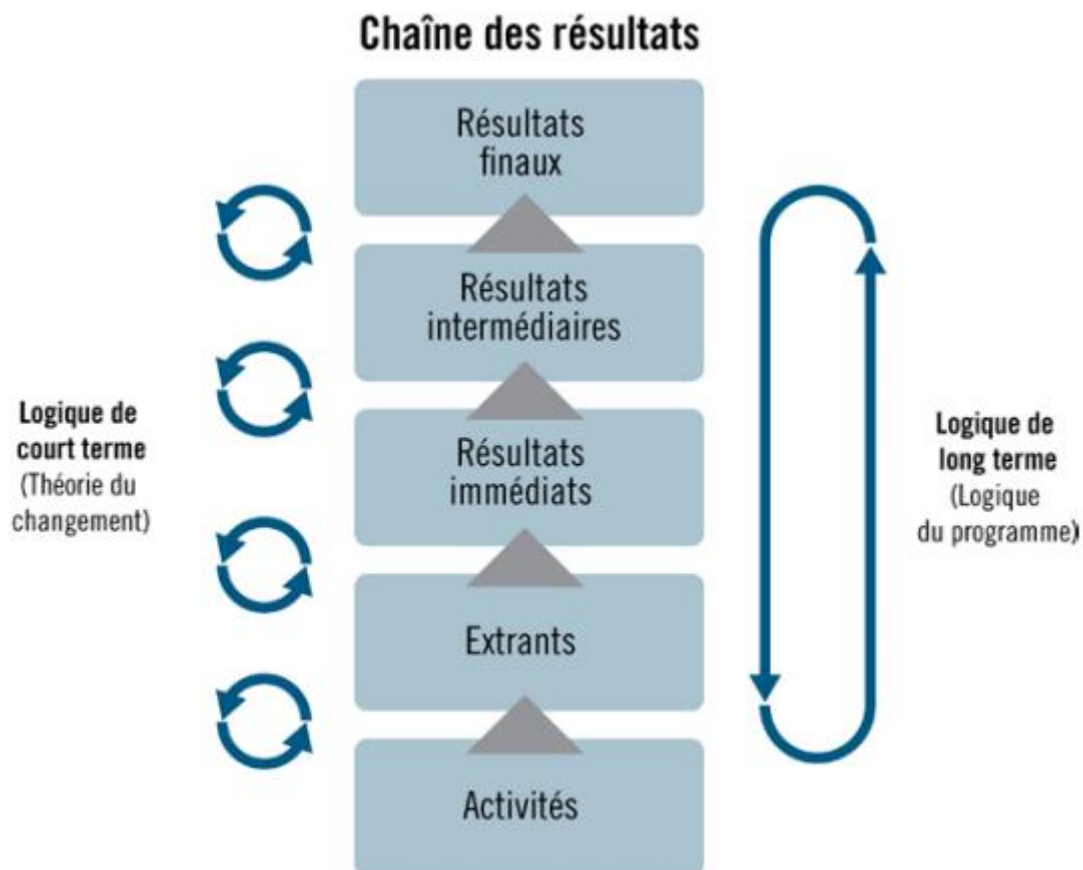 Chaîne des résultats
Résultats
finaux
Résultats
intermédiaires
Résultats
immédiats
Extrants
Activités
Logique de
court terme
(Théorie du
changement)
Logique de
long terme
(Logique
du programme)